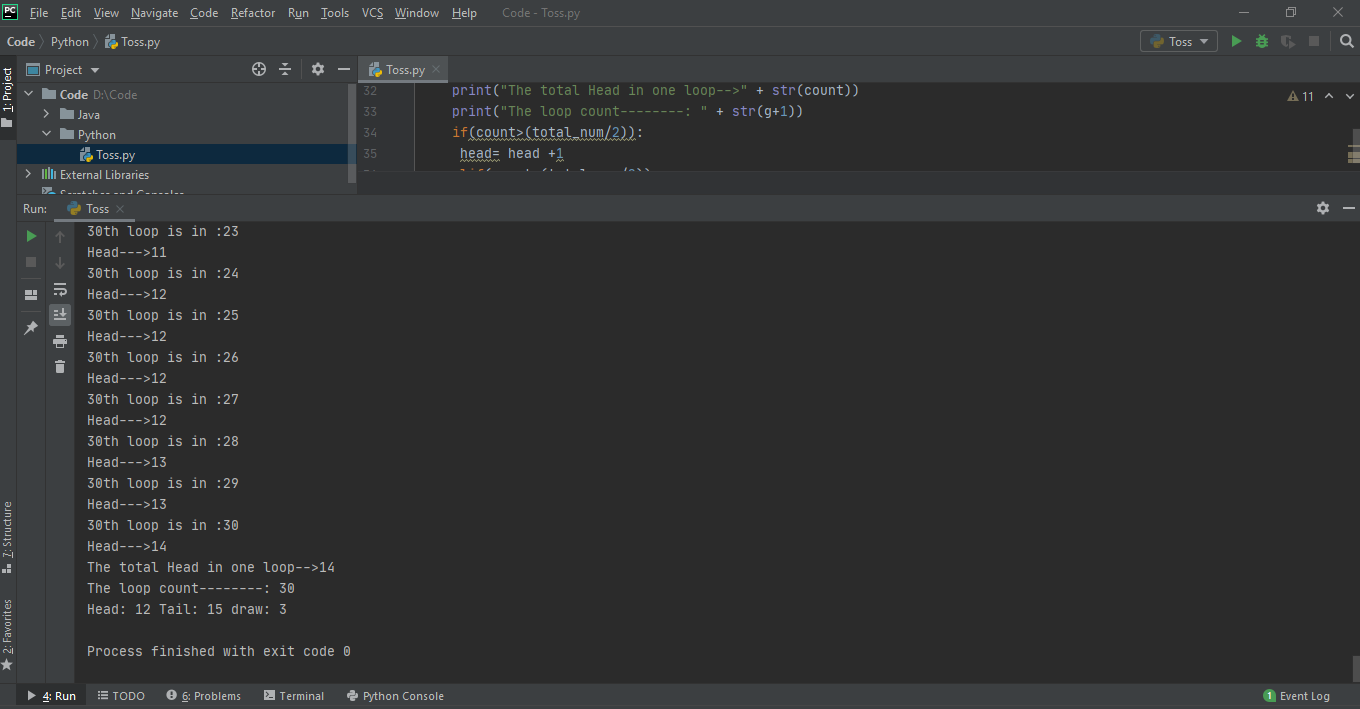 PC File Edit View Navigate Code Refactor Run Tools VCS Window Help Code - Toss.py
Code Python Toss.py
Toss
1: Project
Project
Code D:\Code
Java
Python
Toss.py
External Libraries
Scratches and Consoles
Toss.py
32 print("The total Head in one loop-->" + str(count))
33 print("The loop count--------: " + str(g+1))
34 if(count>(total_num/2)):
35 head= head +1
11
Run: Toss
30th loop is in :23
Head--->11
30th loop is in :24
Head--->12
30th loop is in :25
Head--->12
30th loop is in :26
Head--->12
30th loop is in :27
Head--->12
30th loop is in :28
Head--->13
30th loop is in :29
Head--->13
30th loop is in :30
Head--->14
The total Head in one loop-->14
The loop count--------: 30
Head: 12 Tail: 15 draw: 3
Process finished with exit code 0
7: Structure
2: Favorites
4: Run TODO 6: Problems Terminal Python Console 1 Event Log